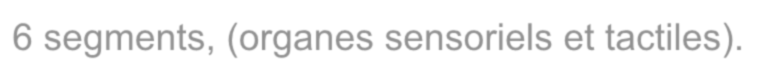 6 segments, (organes sensoriels et tactiles).